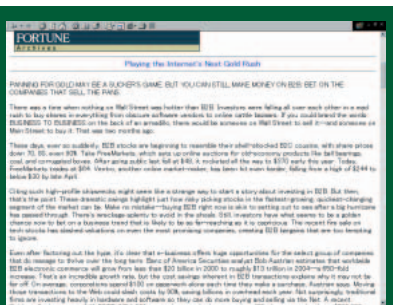 FORTUNE
Archives
Playing the Internet's Next Gold Rush
PANNING FOR GOLD MAY BE A SUCKER'S GAME, BUT YOU CAN STILL MAKE MONEY ON B2B: BET ON THE
COMPANIES THAT SELL THE PANS.
There was a time when nothing on Wall Street was hotter than B2B. Investors were falling all over each other in a mad
rush to buy shares in everything from obscure software vendors to online cattle bazaars. If you could brand the words
BUSINESS TO BUSINESS on the back of an armadillo, there would be someone on Wall Street to sell it—and someone on
Main Street to buy it. That was two months ago.
These days, ever so suddenly, B2B stocks are beginning to resemble their shell-shocked B2C cousins, with share prices
down 70, 80, even 90%. Take FreeMarkets, which sets up online auctions for
coal, and corrugated boxes. After going public last fall at $48, it rocketed all the way to $370 early this year. Today,
FreeMarkets trades at $64. Ventro, another online market-maker, has been hit even harder, falling from a high of $244 to
below $30 by late April.
Citing such high-profile shipwrecks might seem like a strange way to start a story about investing in B2B. But then,
that's the point. These dramatic swings highlight just how risky picking stocks in the fastest-growing, quickest-changing
segment of the market can be. Make no mistake—buying B2B right now is akin to setting out to sea after a big hurricane
has passed through. There's wreckage aplenty to avoid in the shoals. Still, investors have what seems to be a golden
chance now to bet on a business trend that is likely to be as far-reaching as it is cacophonous. The recent fire sale on
tech stocks has slashed valuations on even the most promising companies, creating B2B bargains that are too tempting
to ignore.
Even after factoring out the hype, it's clear that e-business offers huge opportunities for the select group of companies
that do manage to thrive over the long term. Banc of America Securities analyst Bob Austrian estimates that worldwide
B2B electronic commerce will grow from less than $20 billion in 2000 to roughly $10 trillion in 2004—a
increase. That's an incredible growth rate, but the cost savings inherent in B2B transactions explains why it may not be
far off. On average, corporations spend $100 on paperwork alone each time they make a purchase. Austrian says. Moving
those transactions to the Web could slash costs by 90%, saving billions in overhead each year. Not surprisingly, traditional
firms are investing heavily in hardware and software so they can do more buying and selling via the Net. A recent